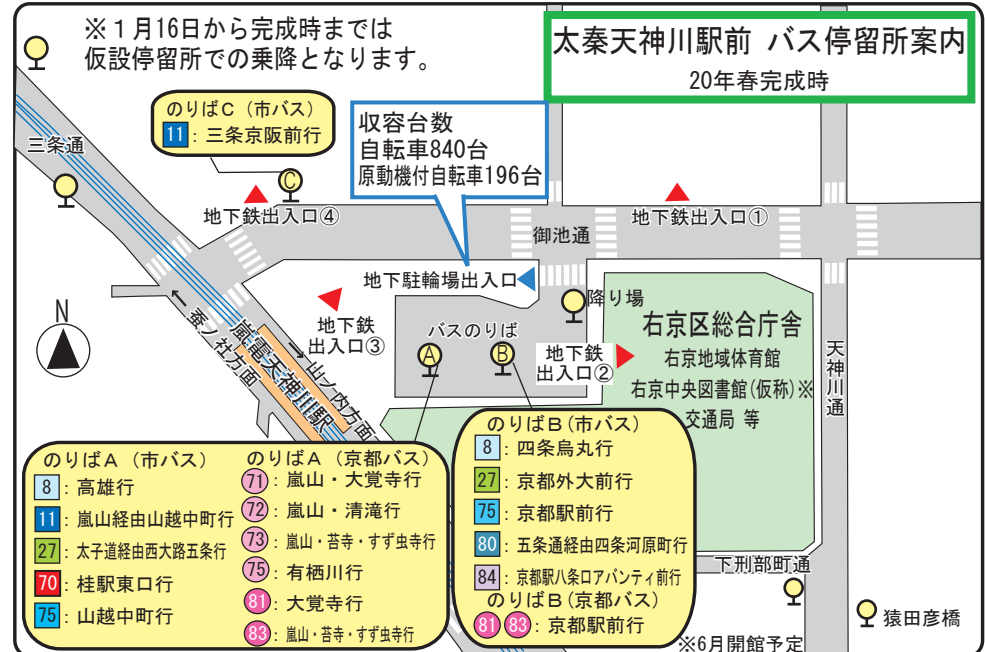 ※１月16日から完成時までは
仮設停留所での乗降となります。
太秦天神川駅前 バス停留所案内
20年春完成時
のりばＣ（市バス）
11：三条京阪前行
収容台数
自転車840台
原動機付自転車196台
三条通
C
地下鉄出入口④
地下鉄出入口①
御池通
地下駐輪場出入口
降り場
N
地下鉄
出入口③
バスのりば
A
B
地下鉄
出入口②
右京区総合庁舎
右京地域体育館
右京中央図書館(仮称)※
交通局 等
天神川通
←蚕ノ社方面
嵐電天神川駅
→山ノ内方面
のりばＡ（市バス）
8：高雄行
11：嵐山経由山越中町行
27：太子道経由西大路五条行
70：桂駅東口行
75：山越中町行
のりばＡ（京都バス）
71：嵐山・大覚寺行
72：嵐山・清滝行
73：嵐山・苔寺・すず虫寺行
75：有栖川行
81：大覚寺行
83：嵐山・苔寺・すず虫寺行
のりばＢ(市バス)
8：四条烏丸行
27：京都外大前行
75：京都駅前行
80：五条通経由四条河原町行
84：京都駅八条口アバンティ前行
のりばＢ(京都バス)
81 83：京都駅前行
下刑部町通
猿田彦橋
※6月開館予定